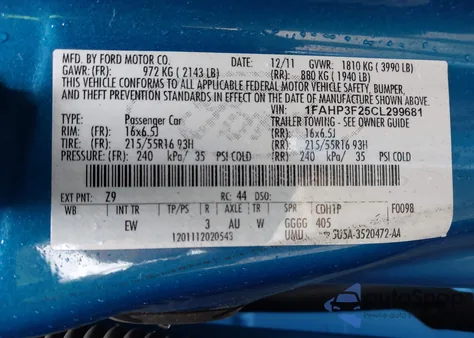 MFD. BY FORD MOTOR CO. 12/11 GVWR: 1810 KG ( 3990 LB)
GAWR: (FR): 972 KG ( 2143 LB) (RR): 880 KG ( 1940 LB)
THIS VEHICLE CONFORMS TO ALL APPLICABLE FEDERAL MOTOR VEHICLE SAFETY, BUMPER,
AND THEFT PREVENTION STANDARDS IN EFFECT ON THE DATE OF MANUFACTURE SHOWN ABOVE.
VIN: 1FAHP3F25CL299681
TYPE: Passenger Car TRAILER TOWING - SEE OWNER GUIDE
RIM: (FR): 16x6.5J (RR): 16x6.5J
TIRE: (FR): 215/55R16 93H (RR): 215/55R16 93H
PRESSURE: (FR): 240 kPa/ 35 PSI COLD (RR): 240 kPa/ 35 PSI COLD
EXT PNT: Z9 RC: 44 DSO:
WB INT TR TP/PS R AXLE TR SPR CDHTP F0098
EW 3 AU W GGGG 405
1201112020543 UMU 5U5A-3520472-AA
autoSpop